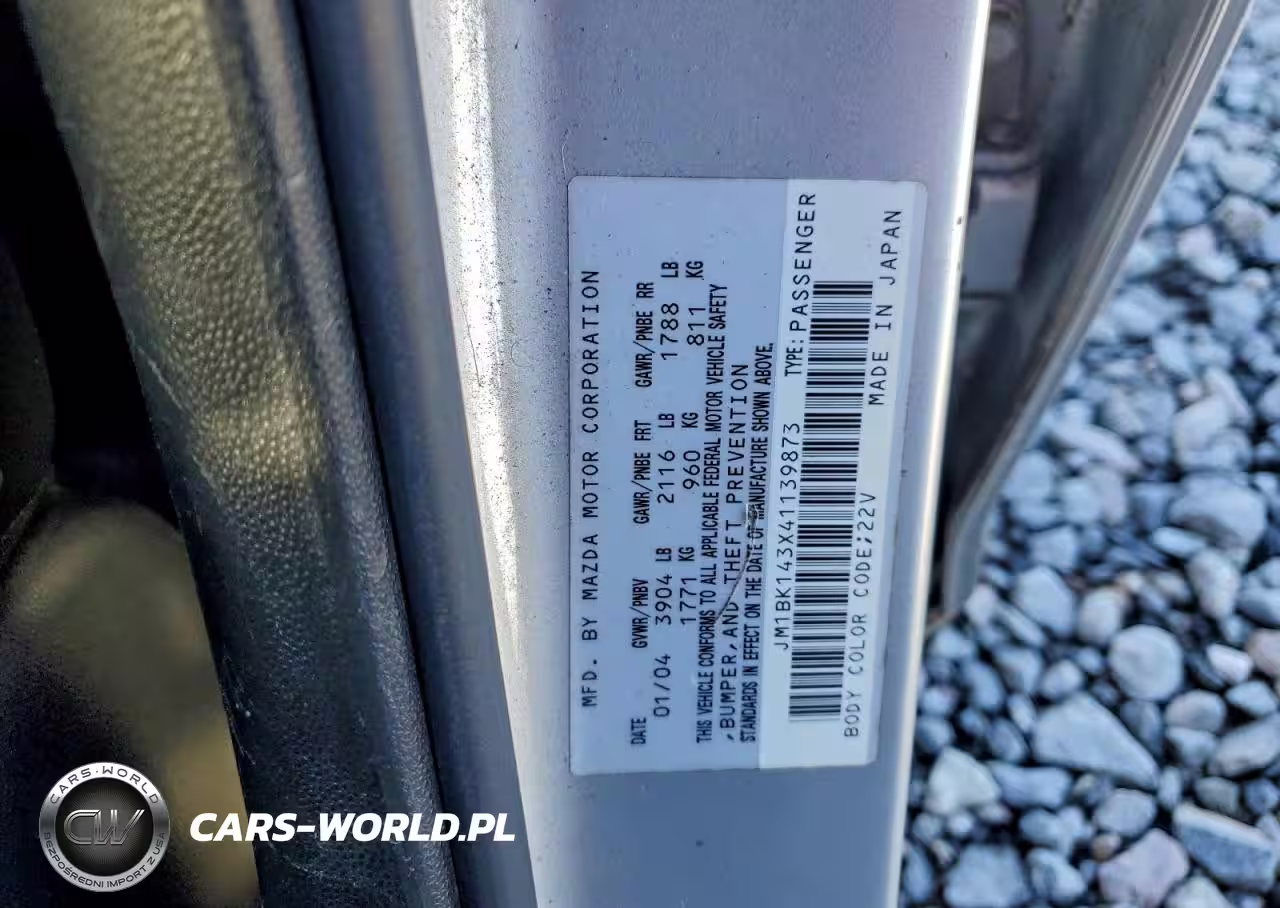 MFD. BY MAZDA MOTOR CORPORATION
DATE GVWR/PNBV GAWR/PNBE FRT GAWR/PNBE RR
01/04 3904 LB 2116 LB 1788 LB
1771 KG 960 KG 811 KG
THIS VEHICLE CONFORMS TO ALL APPLICABLE FEDERAL MOTOR VEHICLE SAFETY
,BUMPER,AND THEFT PREVENTION
STANDARDS IN EFFECT ON THE DATE OF MANUFACTURE SHOWN ABOVE.
JM1BK143X41139873 TYPE:PASSENGER
BODY COLOR CODE;22V MADE IN JAPAN
CARS-WORLD
CW
BEZPOŚREDNI IMPORT Z USA
CARS-WORLD.PL